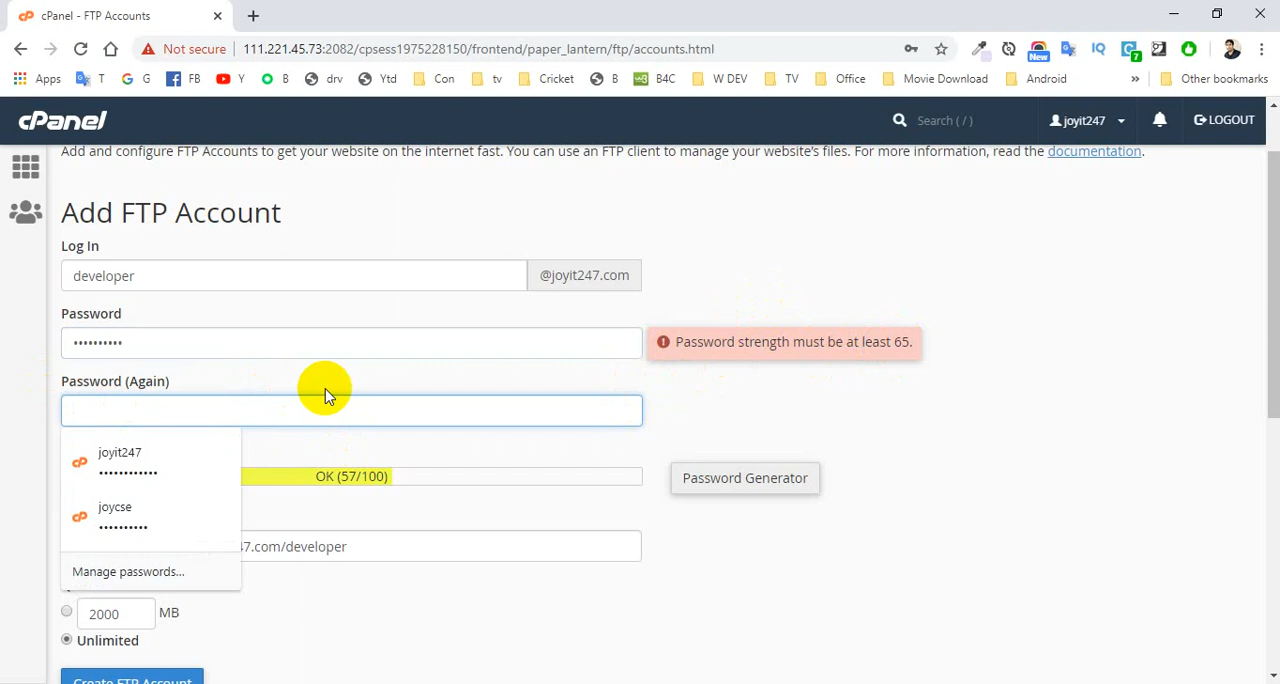 cPanel - FTP Accounts
Not secure | 111.221.45.73:2082/cpsess1975228150/frontend/paper_lantern/ftp/accounts.html
New
7
Apps T G FB YT B drv Ytd Con tv Cricket B B4C W DEV TV Office Movie Download Android » Other bookmarks
cPanel Search ( / ) joyit247 LOGOUT
Add and configure FTP Accounts to get your website on the internet fast. You can use an FTP client to manage your website's files. For more information, read the documentation.
Add FTP Account
Log In
developer @joyit247.com
Password
•••••••••• Password strength must be at least 65.
Password (Again)
joyit247
••••••••••••
OK (57/100) Password Generator
joycse
••••••••••
47.com/developer
Manage passwords...
2000 MB
Unlimited
Create FTP Account